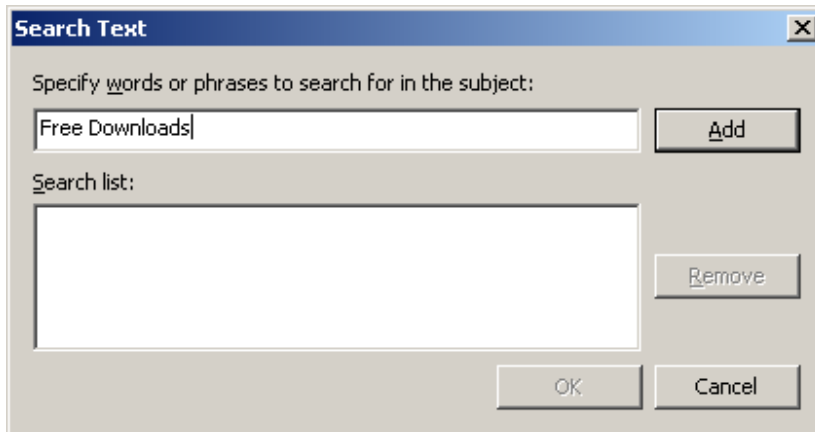 Search Text
Specify words or phrases to search for in the subject:
Free Downloads
Add
Search list:
Remove
OK
Cancel